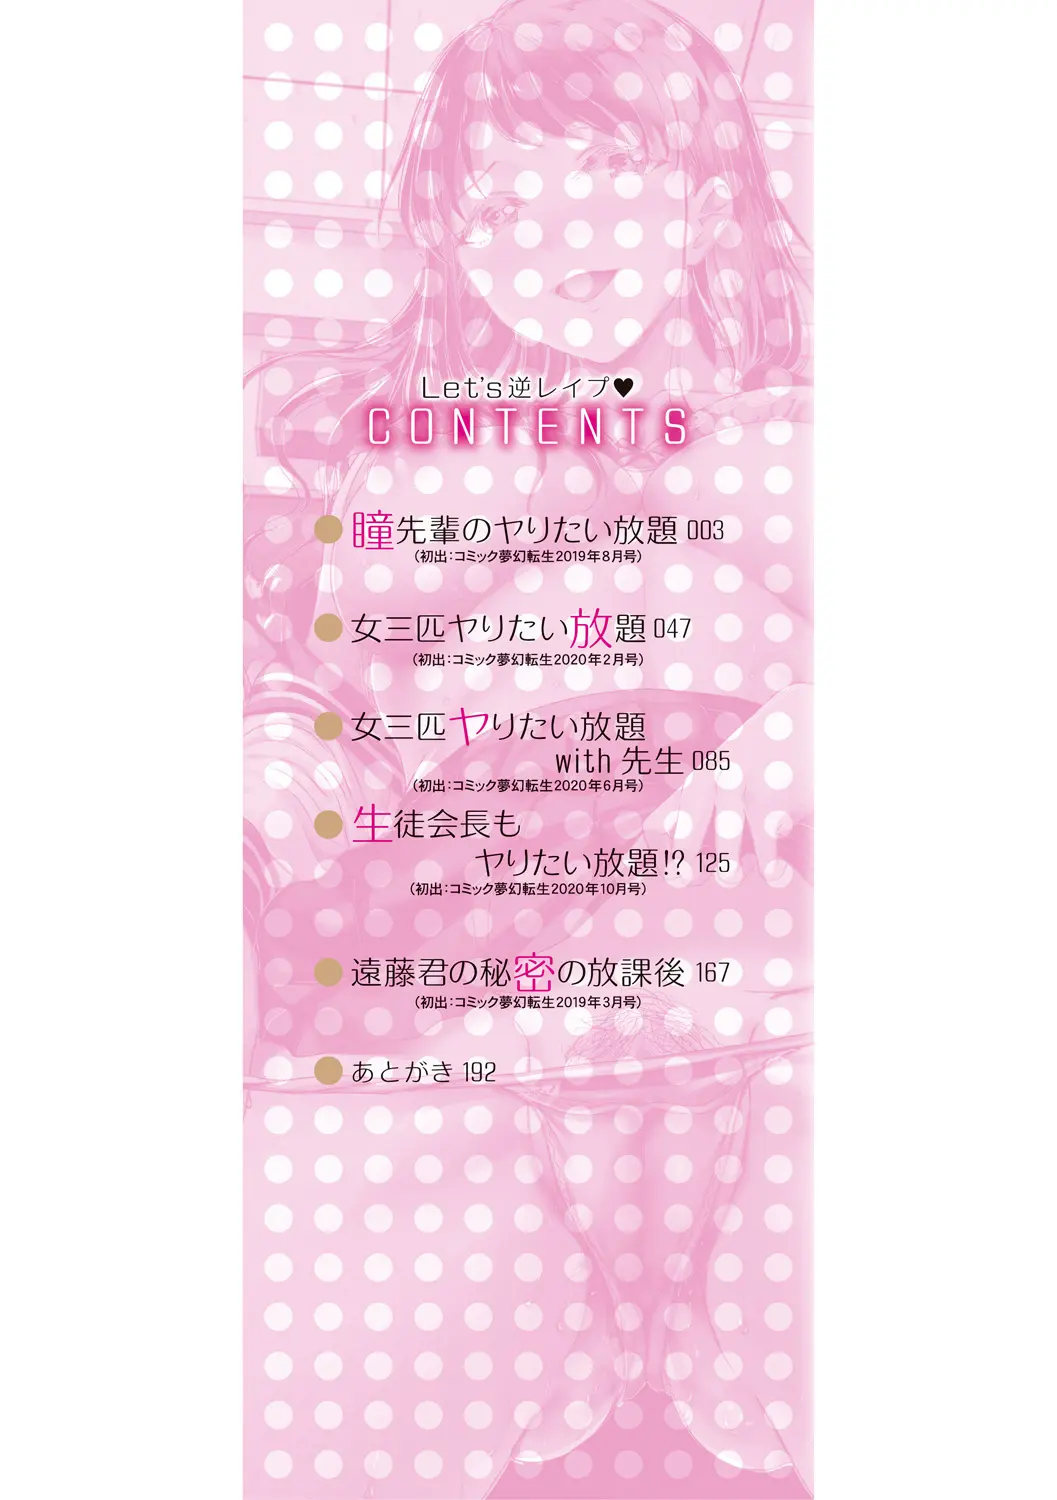 Let's逆レイプ♥
CONTENTS
瞳先輩のヤりたい放題 003
（初出：コミック夢幻転生2019年8月号）
女三匹ヤりたい放題 047
（初出：コミック夢幻転生2020年2月号）
女三匹ヤりたい放題
with 先生 085
（初出：コミック夢幻転生2020年6月号）
生徒会長も
ヤりたい放題!? 125
（初出：コミック夢幻転生2020年10月号）
遠藤君の秘密の放課後 167
（初出：コミック夢幻転生2019年3月号）
あとがき 192